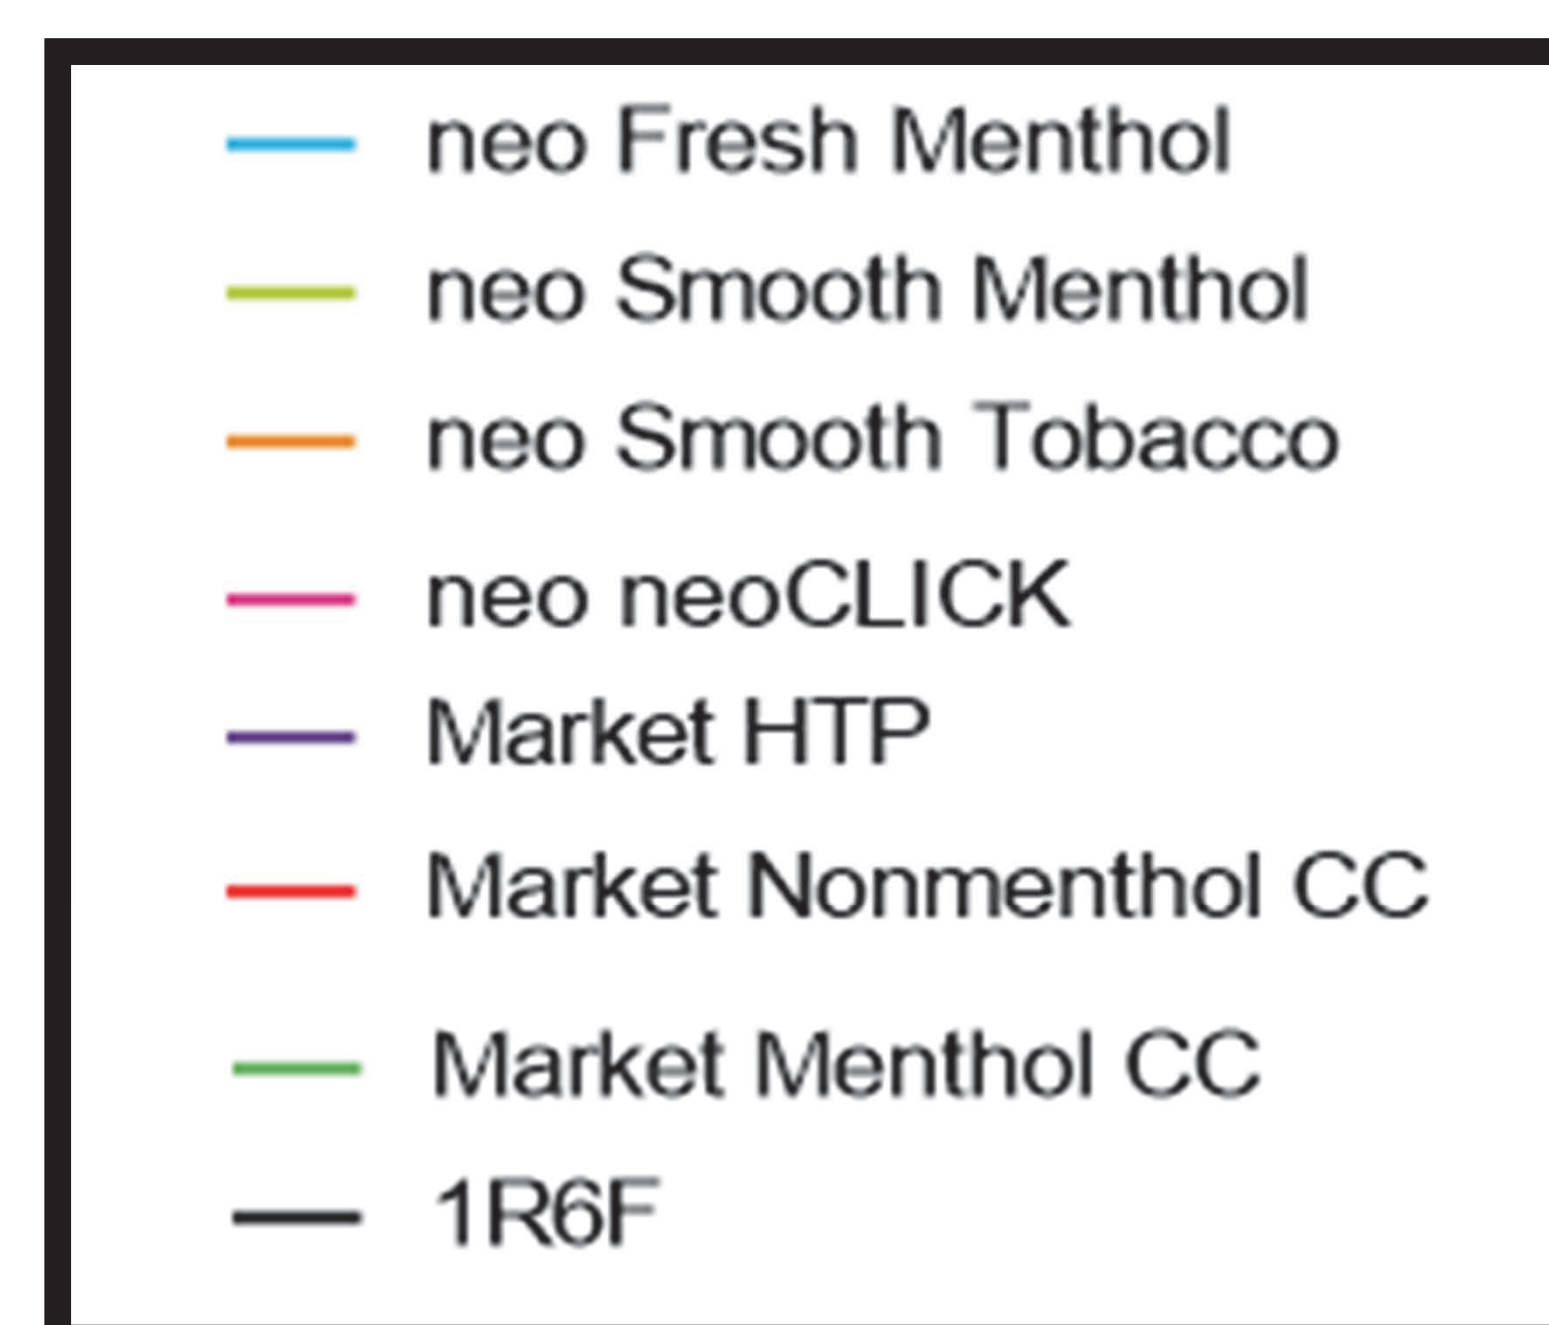 neo Fresh Menthol
neo Smooth Menthol
neo Smooth Tobacco
neo neoCLICK
Market HTP
Market Nonmenthol CC
Market Menthol CC
1R6F